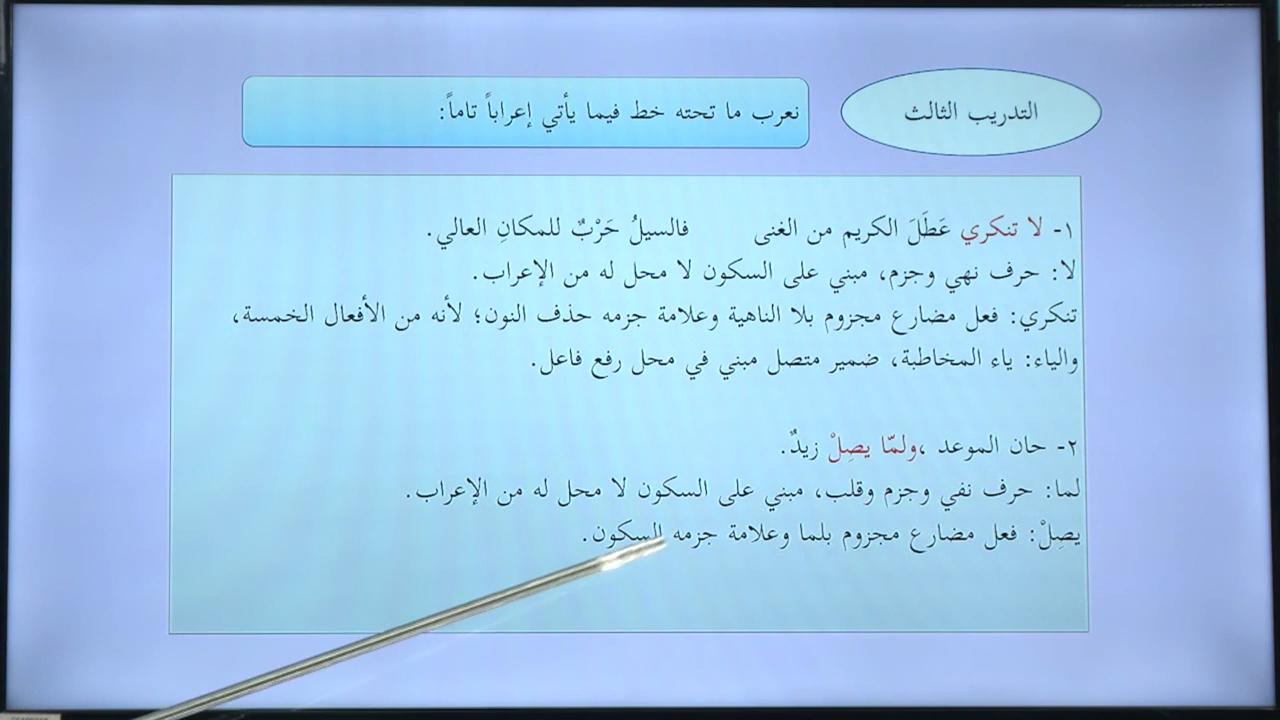 التدريب الثالث
نعرب ما تحته خط فيما يأتي إعراباً تاماً:
١- لا تنكري عَطَلَ الكريم من الغنى فالسيلُ حَرْبٌ للمكانِ العالي.
لا: حرف نهي وجزم، مبني على السكون لا محل له من الإعراب.
تنكري: فعل مضارع مجزوم بلا الناهية وعلامة جزمه حذف النون؛ لأنه من الأفعال الخمسة،
والياء: ياء المخاطبة، ضمير متصل مبني في محل رفع فاعل.
٢- حان الموعد ،ولمّا يصِلْ زيدٌ.
لما: حرف نفي وجزم وقلب، مبني على السكون لا محل له من الإعراب.
يصِلْ: فعل مضارع مجزوم بلما وعلامة جزمه السكون.